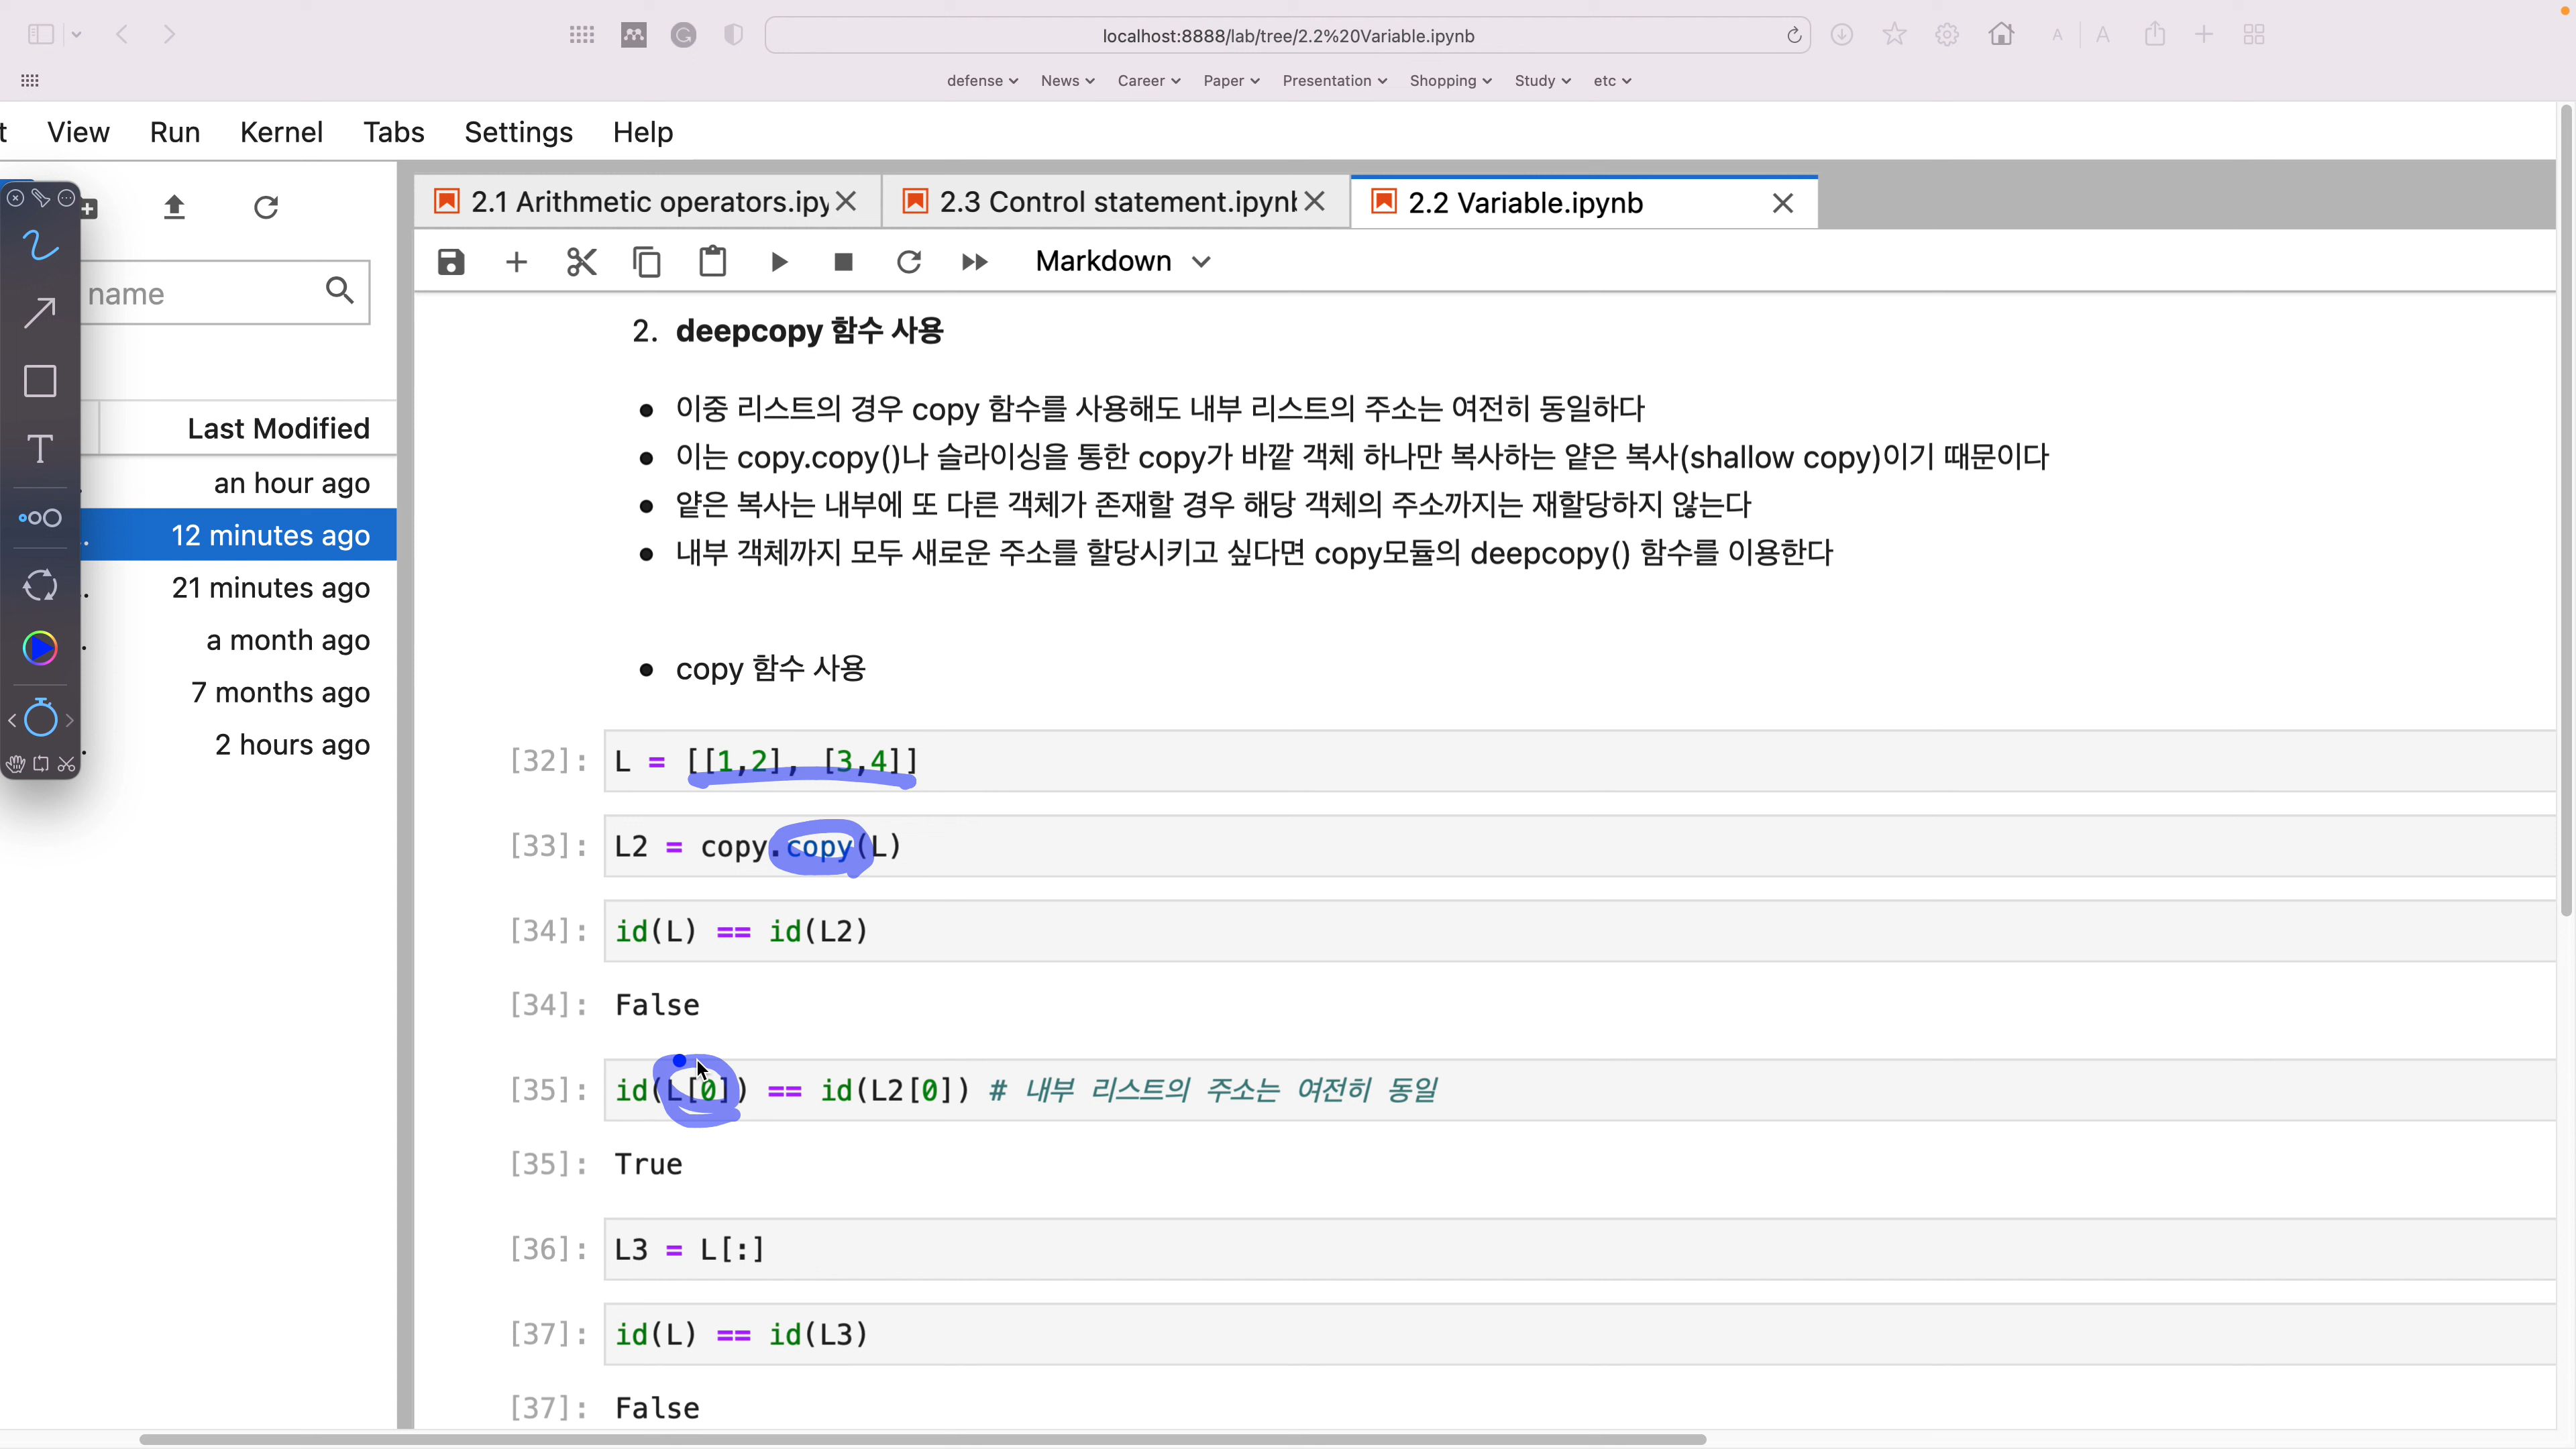 localhost:8888/lab/tree/2.2%20Variable.ipynb
A A
defense News Career Paper Presentation Shopping Study etc
t View Run Kernel Tabs Settings Help
2.1 Arithmetic operators.ipy 2.3 Control statement.ipynb 2.2 Variable.ipynb
Markdown
name
T
Last Modified
an hour ago
12 minutes ago
21 minutes ago
a month ago
7 months ago
2 hours ago
2. deepcopy 함수 사용
• 이중 리스트의 경우 copy 함수를 사용해도 내부 리스트의 주소는 여전히 동일하다
• 이는 copy.copy()나 슬라이싱을 통한 copy가 바깥 객체 하나만 복사하는 얕은 복사(shallow copy)이기 때문이다
• 얕은 복사는 내부에 또 다른 객체가 존재할 경우 해당 객체의 주소까지는 재할당하지 않는다
• 내부 객체까지 모두 새로운 주소를 할당시키고 싶다면 copy모듈의 deepcopy() 함수를 이용한다
• copy 함수 사용
[32]: L = [[1,2], [3,4]]
[33]: L2 = copy.copy(L)
[34]: id(L) == id(L2)
[34]: False
[35]: id(L[0]) == id(L2[0]) # 내부 리스트의 주소는 여전히 동일
[35]: True
[36]: L3 = L[:]
[37]: id(L) == id(L3)
[37]: False